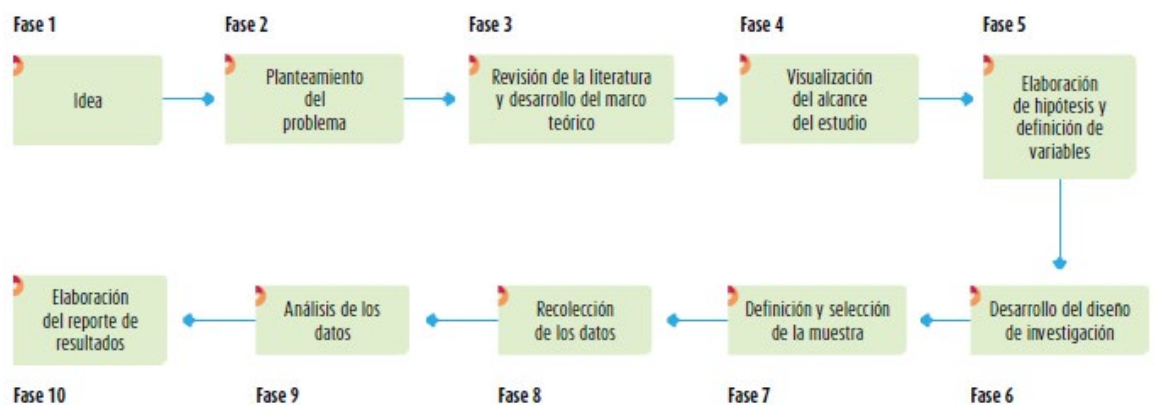 Fase 1
Idea
Fase 2
Planteamiento
del
problema
Fase 3
Revisión de la literatura
y desarrollo del marco
teórico
Fase 4
Visualización
del alcance
del estudio
Fase 5
Elaboración
de hipótesis y
definición de
variables
Desarrollo del diseño
de investigación
Fase 6
Definición y selección
de la muestra
Fase 7
Recolección
de los datos
Fase 8
Análisis de los
datos
Fase 9
Elaboración
del reporte de
resultados
Fase 10